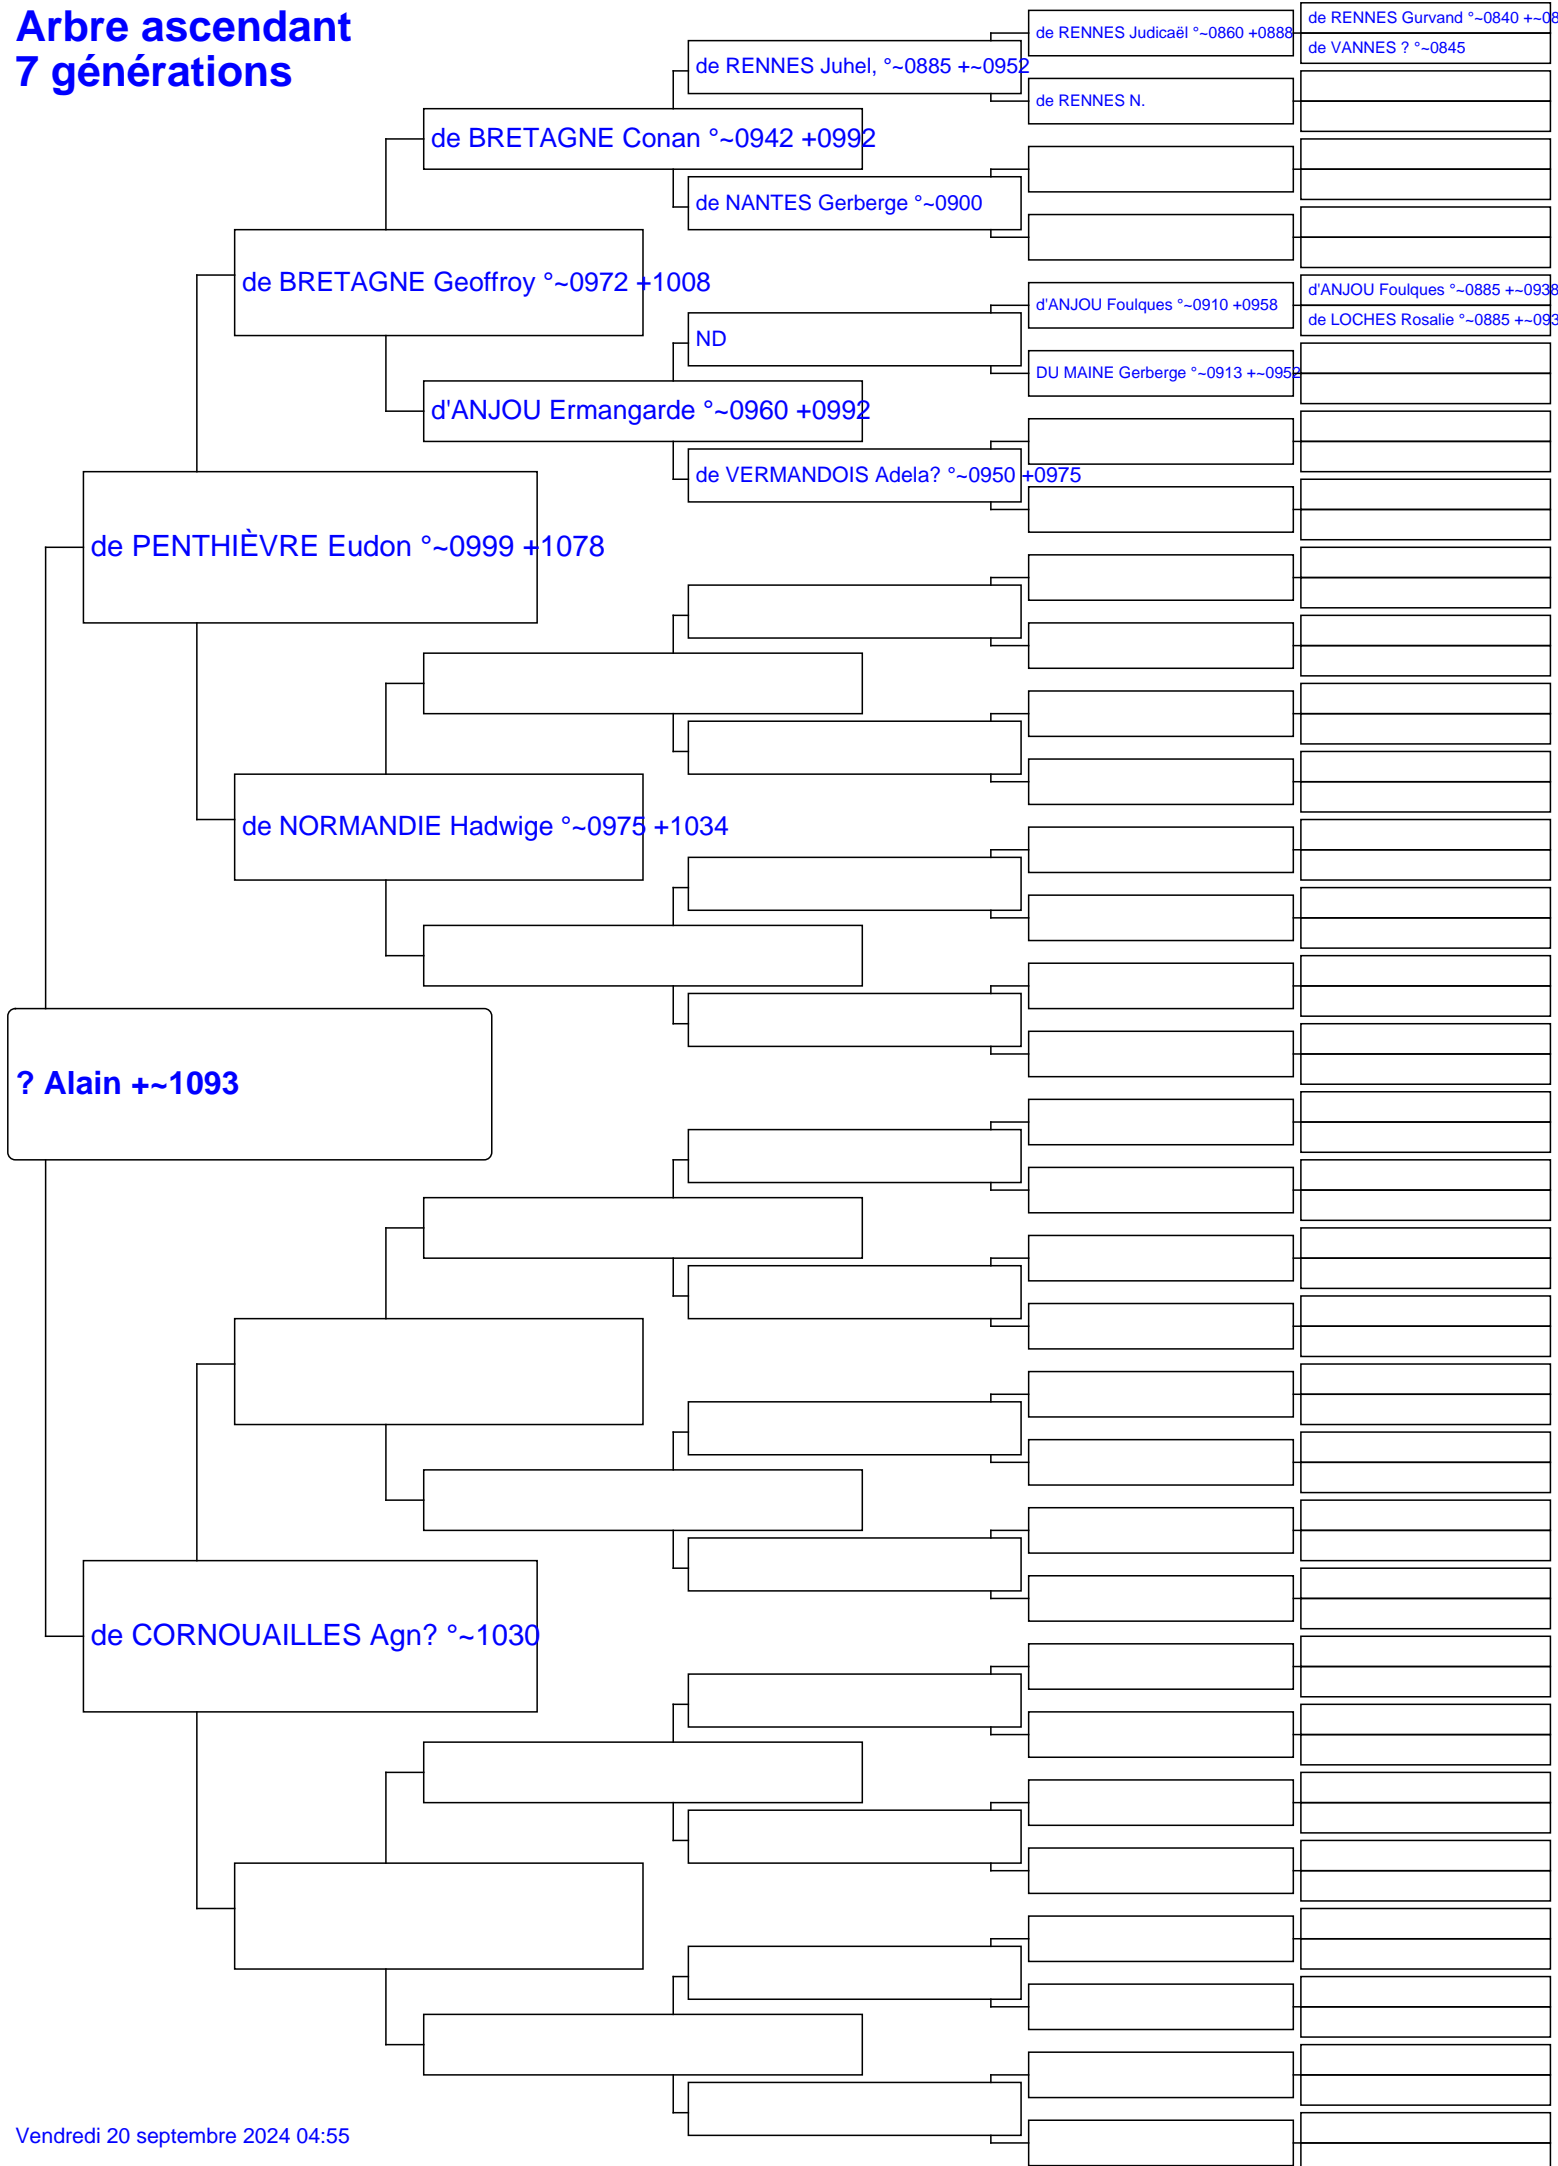 Arbre ascendant
7 générations
de RENNES Judicaël °~0860 +0888
de RENNES Gurvand °~0840 +~08
de VANNES ? °~0845
de RENNES Juhel, °~0885 +~0952
de RENNES N.
de BRETAGNE Conan °~0942 +0992
de NANTES Gerberge °~0900
de BRETAGNE Geoffroy °~0972 +1008
d'ANJOU Foulques °~0910 +0958
d'ANJOU Foulques °~0885 +~0938
de LOCHES Rosalie °~0885 +~093
ND
DU MAINE Gerberge °~0913 +~0952
d'ANJOU Ermangarde °~0960 +0992
de VERMANDOIS Adela? °~0950 +0975
de PENTHIÈVRE Eudon °~0999 +1078
de NORMANDIE Hadwige °~0975 +1034
? Alain +~1093
de CORNOUAILLES Agn? °~1030
Vendredi 20 septembre 2024 04:55